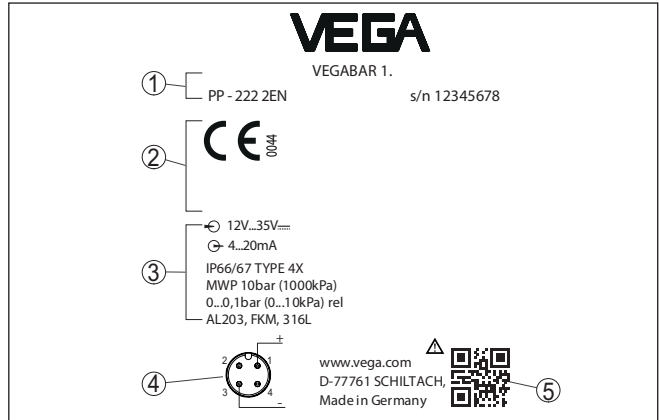 VEGA
VEGABAR 1.
① PP - 222 2EN s/n 12345678
② CE 0044
12V...35V
4...20mA
③ IP66/67 TYPE 4X
MWP 10bar (1000kPa)
0...0,1bar (0...10kPa) rel
AL203, FKM, 316L
④ 2 1 3 4 + -
www.vega.com
D-77761 SCHILTACH,
Made in Germany
⑤